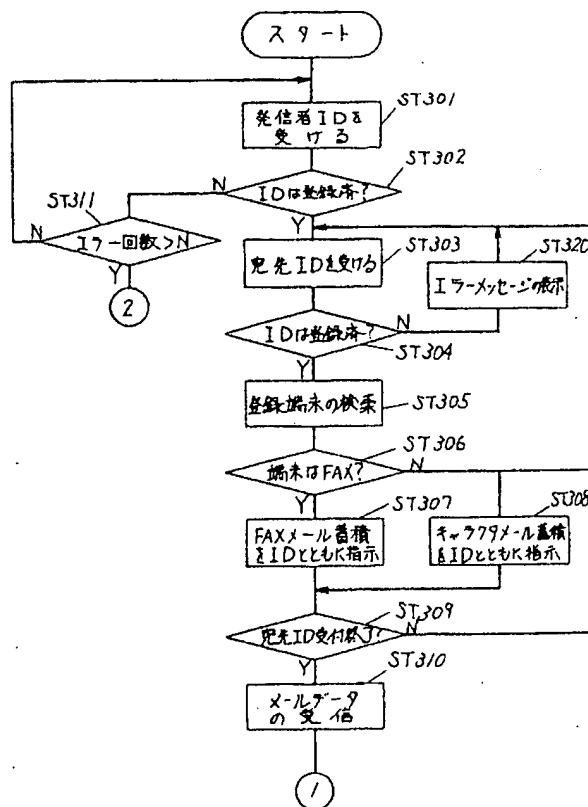 スタート
ST301
発信者IDを
受ける
ST302
IDは登録済?
N
Y
ST311
エラー回数>N
N
Y
2
ST303
宛先IDを受ける
ST320
エラーメッセージの表示
IDは登録済?
N
Y
ST304
登録端末の検索
ST305
ST306
端末はFAX?
N
Y
ST307
FAXメール蓄積
をIDとともに指示
ST308
キャラクタメール蓄積
をIDとともに指示
ST309
宛先ID受付終了?
N
Y
ST310
メールデータ
の受信
1